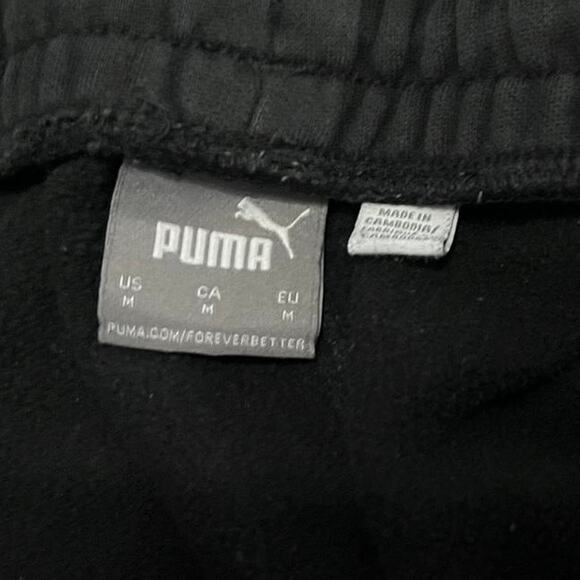 PUMA
US CA EU
M M M
PUMA.COM/FOREVERBETTER
MADE IN
CAMBODIA/